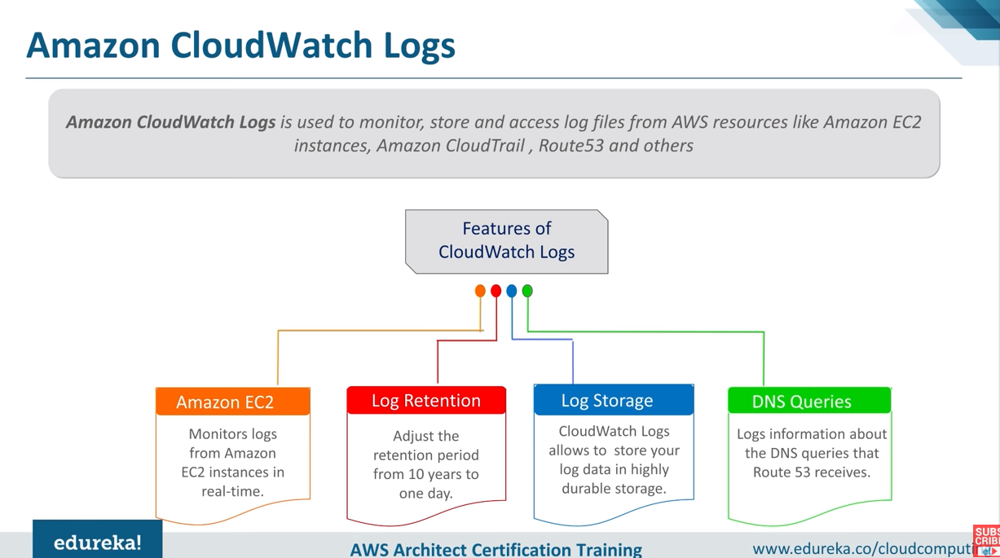 Amazon CloudWatch Logs
Amazon CloudWatch Logs is used to monitor, store and access log files from AWS resources like Amazon EC2
instances, Amazon CloudTrail , Route53 and others
Features of
CloudWatch Logs
Amazon EC2
Monitors logs
from Amazon
EC2 instances in
real-time.
Log Retention
Adjust the
retention period
from 10 years to
one day.
Log Storage
CloudWatch Logs
allows to store your
log data in highly
durable storage.
DNS Queries
Logs information about
the DNS queries that
Route 53 receives.
edureka!
AWS Architect Certification Training
www.edureka.co/cloudcomputi
SUBS
CRIB
e!